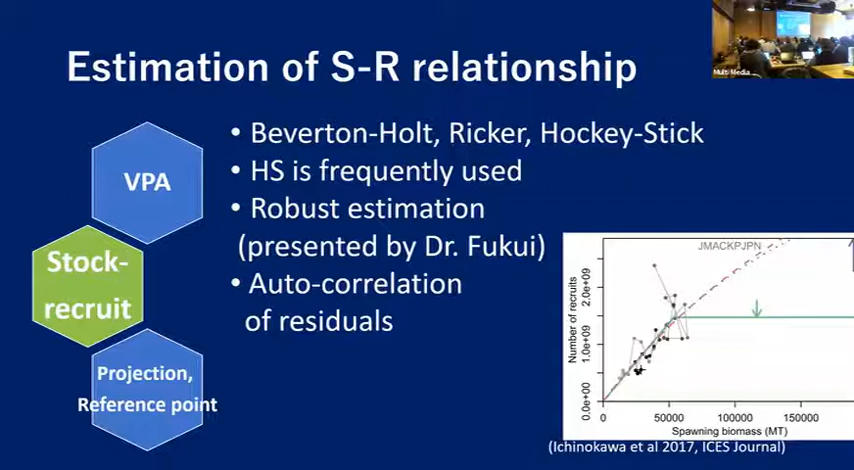 Estimation of S-R relationship
Multi Media
VPA
Stock-
recruit
Projection,
Reference point
• Beverton-Holt, Ricker, Hockey-Stick
• HS is frequently used
• Robust estimation
(presented by Dr. Fukui)
• Auto-correlation
of residuals
JMACKPJPN
Number of recruits
0.0e+00
1.0e+09
2.0e+09
0
50000
100000
150000
Spawning biomass (MT)
(Ichinokawa et al 2017, ICES Journal)